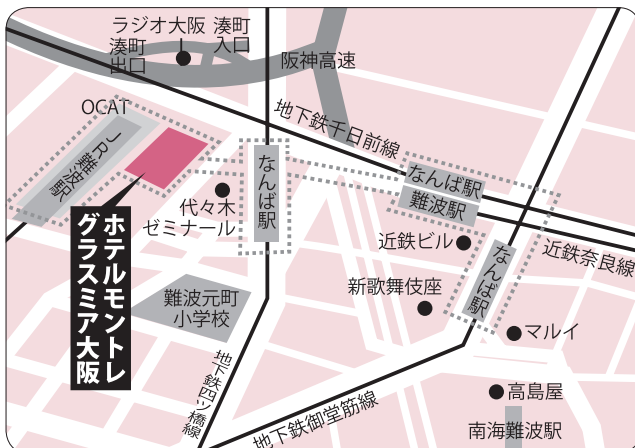 ラジオ大阪
湊町
入口
湊町
出口
阪神高速
OCAT
地下鉄千日前線
JR難波駅
なんば駅
なんば駅
難波駅
代々木
ゼミナール
近鉄ビル
近鉄奈良線
なんば駅
ホテルモントレ
グラスミア大阪
新歌舞伎座
難波元町
小学校
マルイ
地下鉄四ツ橋線
高島屋
地下鉄御堂筋線
南海難波駅